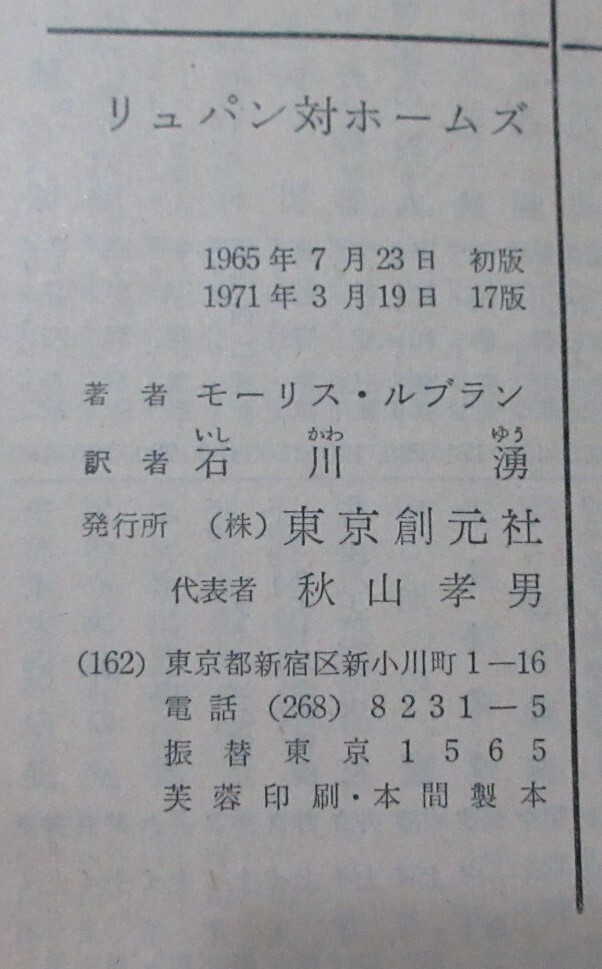 リュパン対ホームズ
1965年7月23日 初版
1971年3月19日 17版
著者 モーリス・ルブラン
いし かわ ゆう
訳者 石川湧
発行所 (株)東京創元社
代表者 秋山孝男
(162) 東京都新宿区新小川町1―16
電話 (268) 8231―5
振替東京1565
芙蓉印刷・本間製本